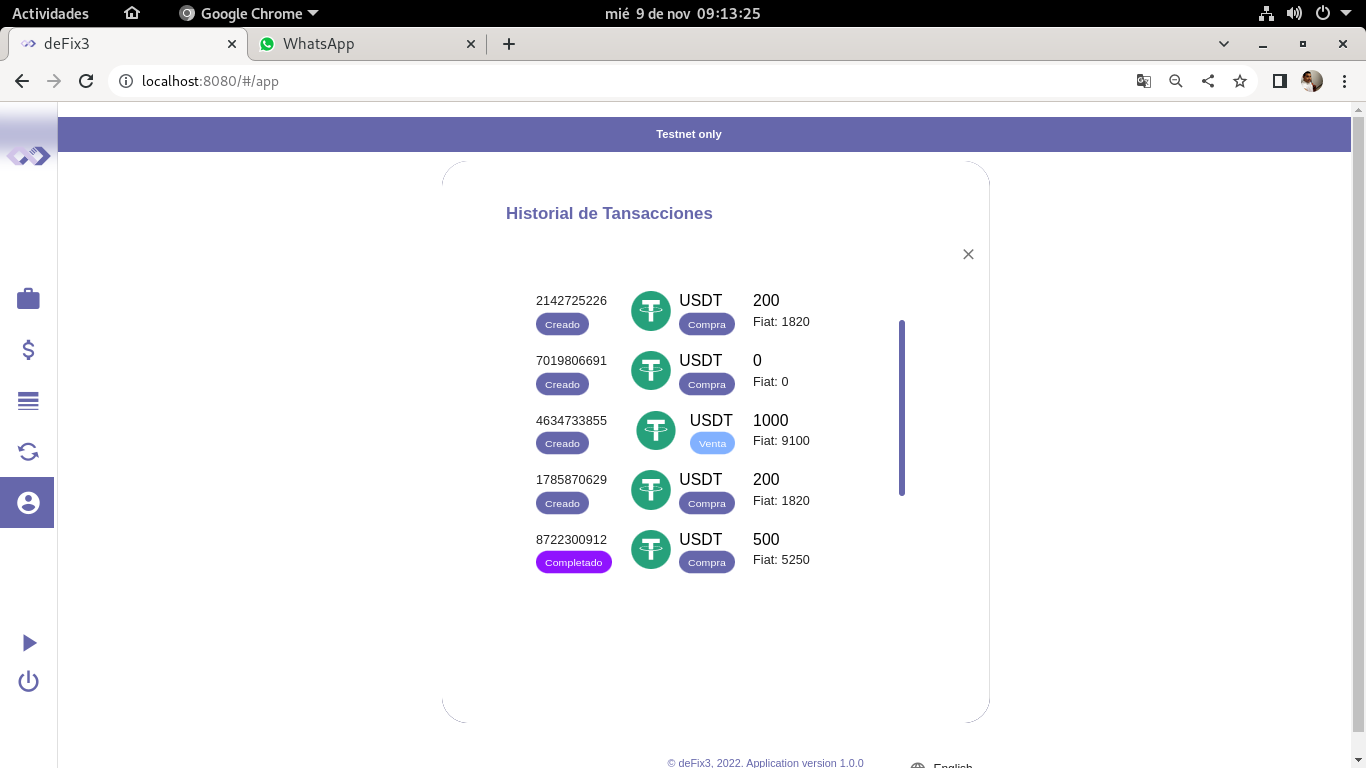 Actividades Google Chrome mié 9 de nov 09:13:25
deFix3 WhatsApp
localhost:8080/#/app
Testnet only
Historial de Tansacciones
2142725226 USDT 200
Creado Compra Fiat: 1820
7019806691 USDT 0
Creado Compra Fiat: 0
4634733855 USDT 1000
Creado Venta Fiat: 9100
1785870629 USDT 200
Creado Compra Fiat: 1820
8722300912 USDT 500
Completado Compra Fiat: 5250
© deFix3, 2022. Application version 1.0.0 English